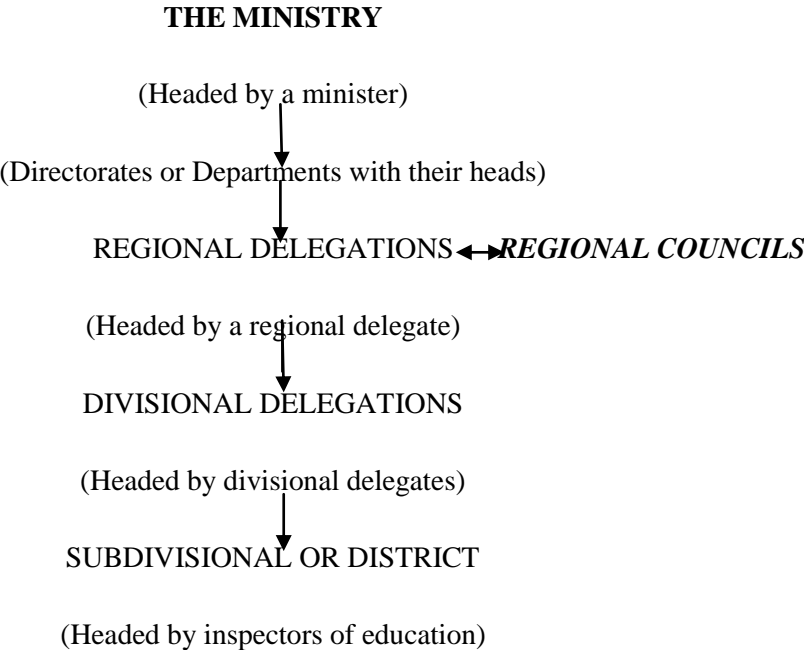 THE MINISTRY
(Headed by a minister)
(Directorates or Departments with their heads)
REGIONAL DELEGATIONS REGIONAL COUNCILS
(Headed by a regional delegate)
DIVISIONAL DELEGATIONS
(Headed by divisional delegates)
SUBDIVISIONAL OR DISTRICT
(Headed by inspectors of education)